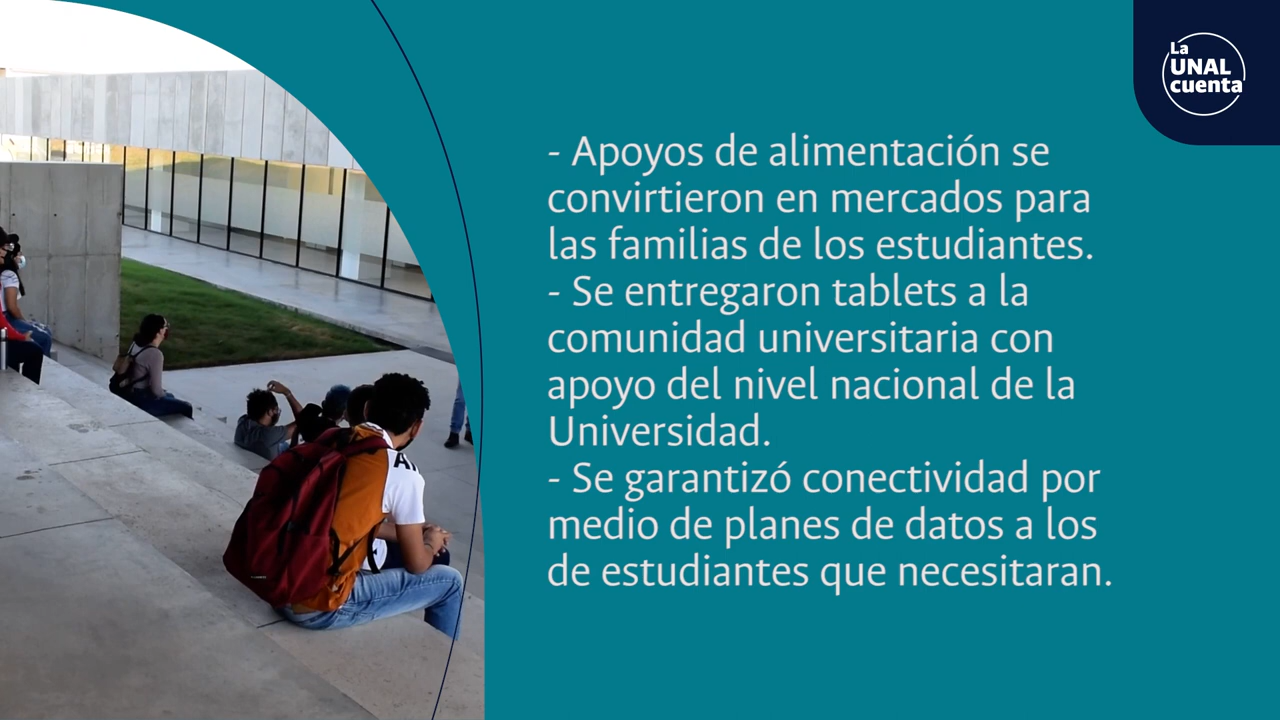 La
UNAL
cuenta
- Apoyos de alimentación se
convirtieron en mercados para
las familias de los estudiantes.
- Se entregaron tablets a la
comunidad universitaria con
apoyo del nivel nacional de la
Universidad.
- Se garantizó conectividad por
medio de planes de datos a los
de estudiantes que necesitaran.